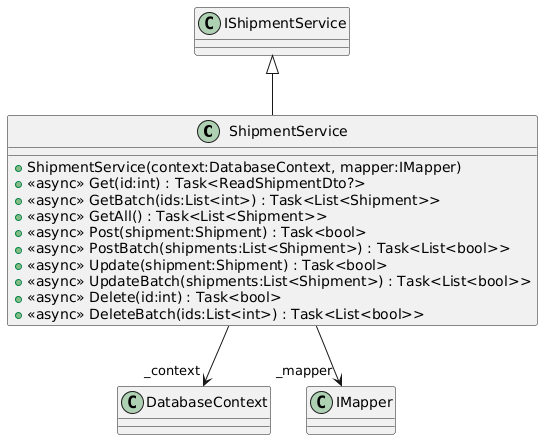 C IShipmentService
C ShipmentService
ShipmentService(context:DatabaseContext, mapper:IMapper)
«async» Get(id:int) : Task<ReadShipmentDto?>
«async» GetBatch(ids:List<int>) : Task<List<Shipment>>
«async» GetAll() : Task<List<Shipment>>
«async» Post(shipment:Shipment) : Task<bool>
«async» PostBatch(shipments:List<Shipment>) : Task<List<bool>>
«async» Update(shipment:Shipment) : Task<bool>
«async» UpdateBatch(shipments:List<Shipment>) : Task<List<bool>>
«async» Delete(id:int) : Task<bool>
«async» DeleteBatch(ids:List<int>) : Task<List<bool>>
_context
_mapper
C DatabaseContext
C IMapper